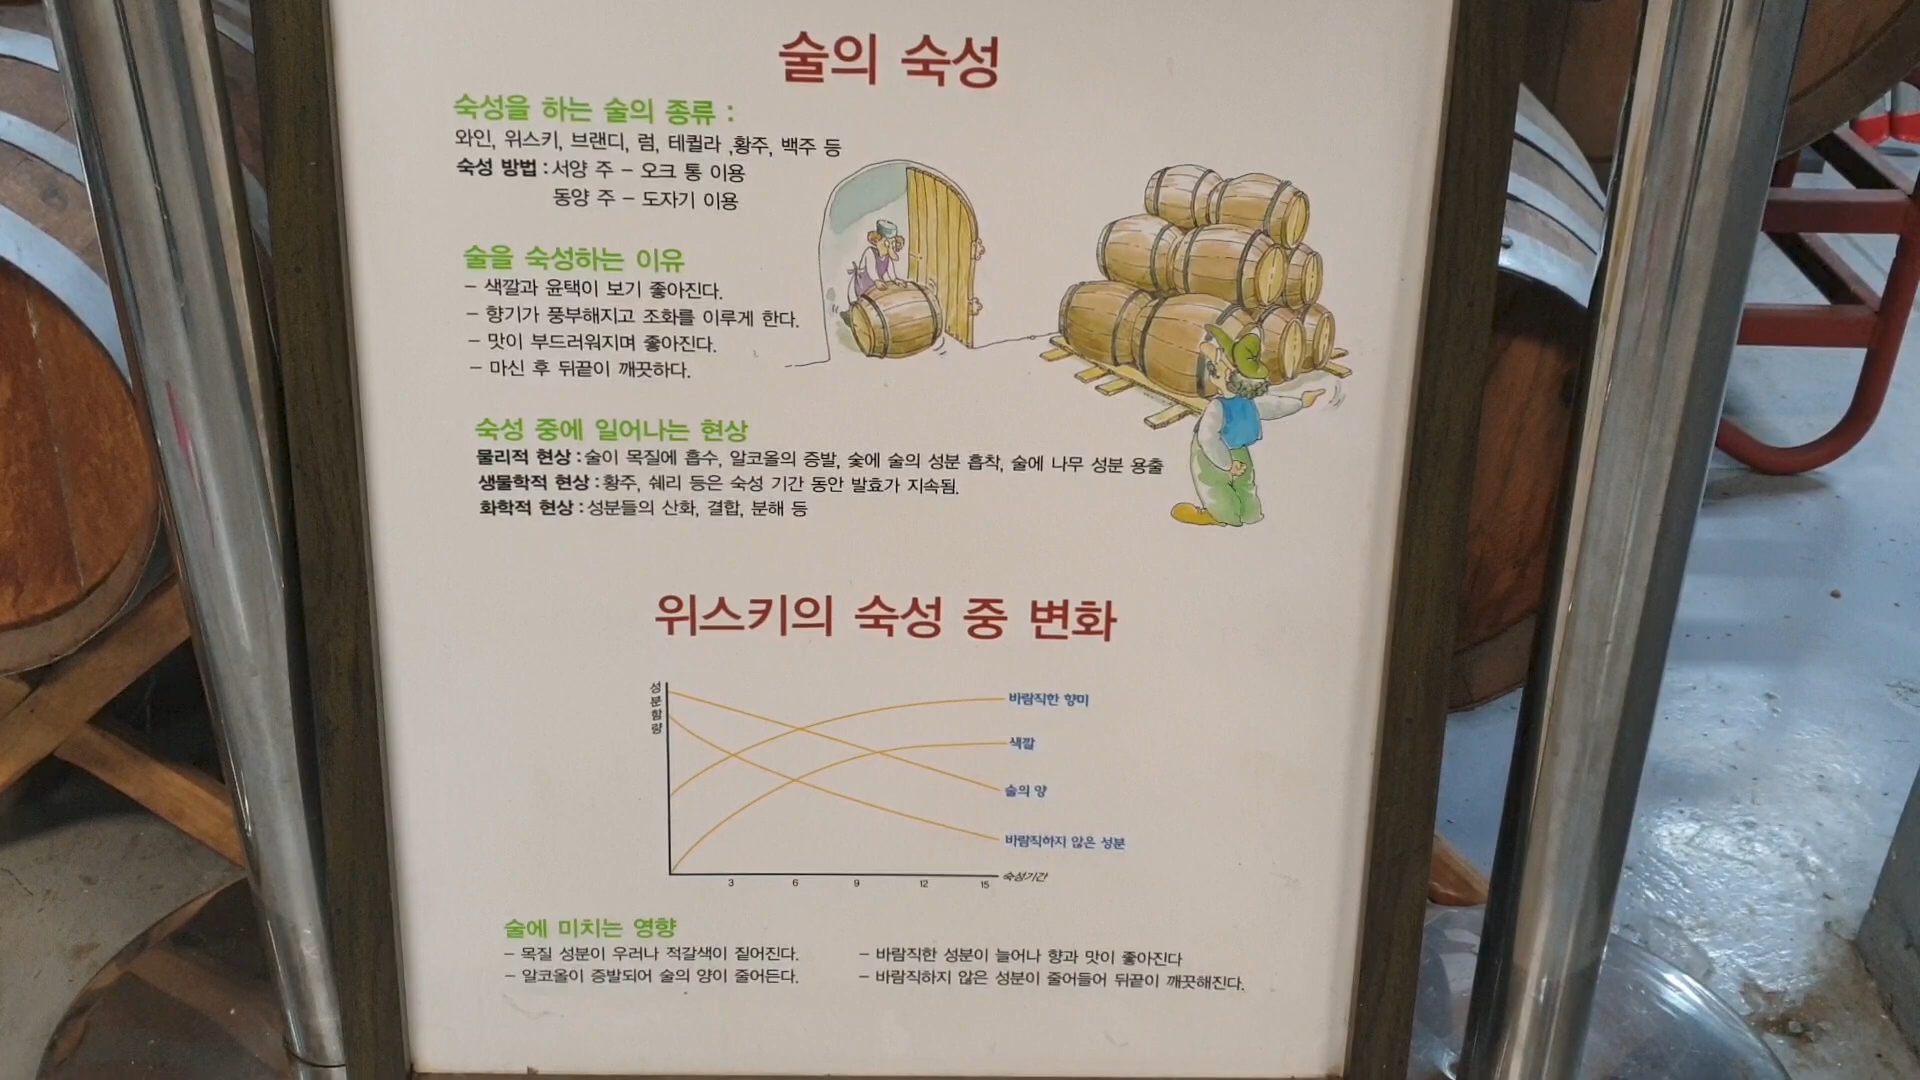 술의 숙성
숙성을 하는 술의 종류 :
와인, 위스키, 브랜디, 럼, 테퀼라 ,황주, 백주 등
숙성 방법 : 서양 주 - 오크 통 이용
동양 주 - 도자기 이용
술을 숙성하는 이유
- 색깔과 윤택이 보기 좋아진다.
- 향기가 풍부해지고 조화를 이루게 한다.
- 맛이 부드러워지며 좋아진다.
- 마신 후 뒤끝이 깨끗하다.
숙성 중에 일어나는 현상
물리적 현상 : 술이 목질에 흡수, 알코올의 증발, 숯에 술의 성분 흡착, 술에 나무 성분 용출
생물학적 현상 : 황주, 쉐리 등은 숙성 기간 동안 발효가 지속됨.
화학적 현상 : 성분들의 산화, 결합, 분해 등
위스키의 숙성 중 변화
성분함량
바람직한 향미
색깔
술의 양
바람직하지 않은 성분
3 6 9 12 15 숙성기간
술에 미치는 영향
- 목질 성분이 우러나 적갈색이 짙어진다.
- 알코올이 증발되어 술의 양이 줄어든다.
- 바람직한 성분이 늘어나 향과 맛이 좋아진다
- 바람직하지 않은 성분이 줄어들어 뒤끝이 깨끗해진다.